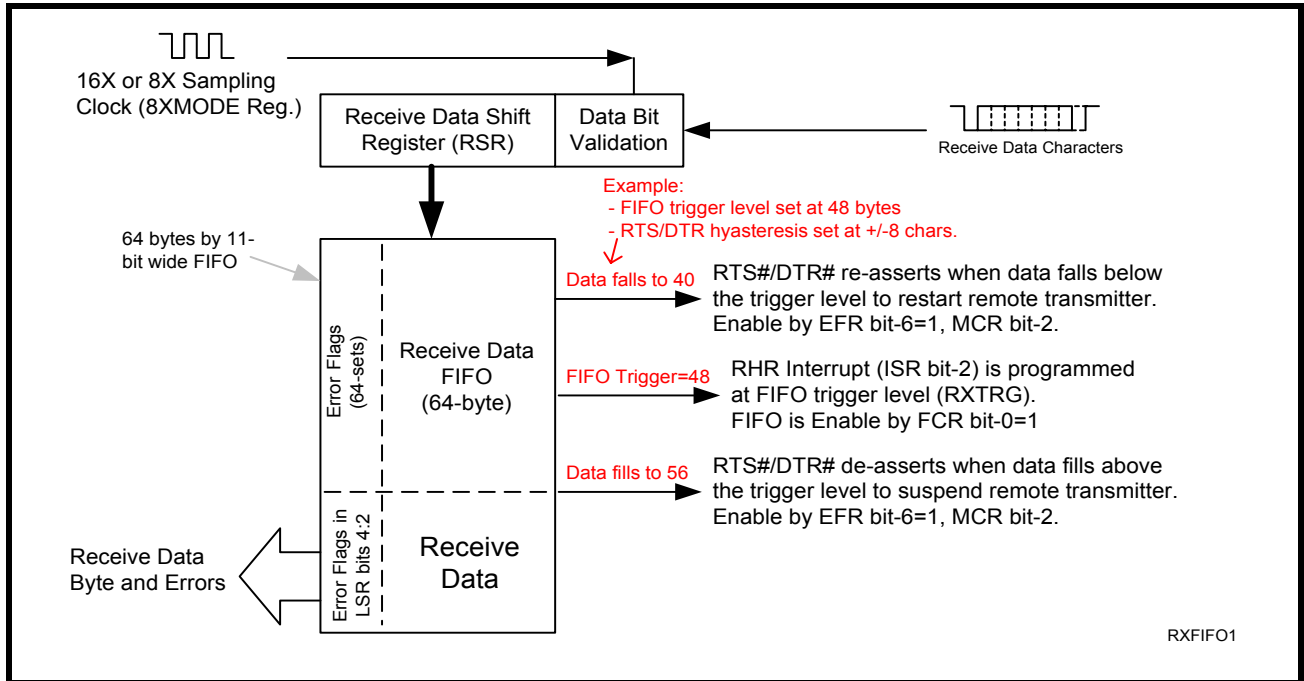 16X or 8X Sampling
Clock (8XMODE Reg.)
Receive Data Shift
Register (RSR)
Data Bit
Validation
Receive Data Characters
Example:
- FIFO trigger level set at 48 bytes
- RTS/DTR hyasteresis set at +/-8 chars.
64 bytes by 11-
bit wide FIFO
Error Flags
(64-sets)
Receive Data
FIFO
(64-byte)
Data falls to 40
RTS#/DTR# re-asserts when data falls below
the trigger level to restart remote transmitter.
Enable by EFR bit-6=1, MCR bit-2.
FIFO Trigger=48
RHR Interrupt (ISR bit-2) is programmed
at FIFO trigger level (RXTRG).
FIFO is Enable by FCR bit-0=1
Data fills to 56
RTS#/DTR# de-asserts when data fills above
the trigger level to suspend remote transmitter.
Enable by EFR bit-6=1, MCR bit-2.
Error Flags in
LSR bits 4:2
Receive
Data
Receive Data
Byte and Errors
RXFIFO1